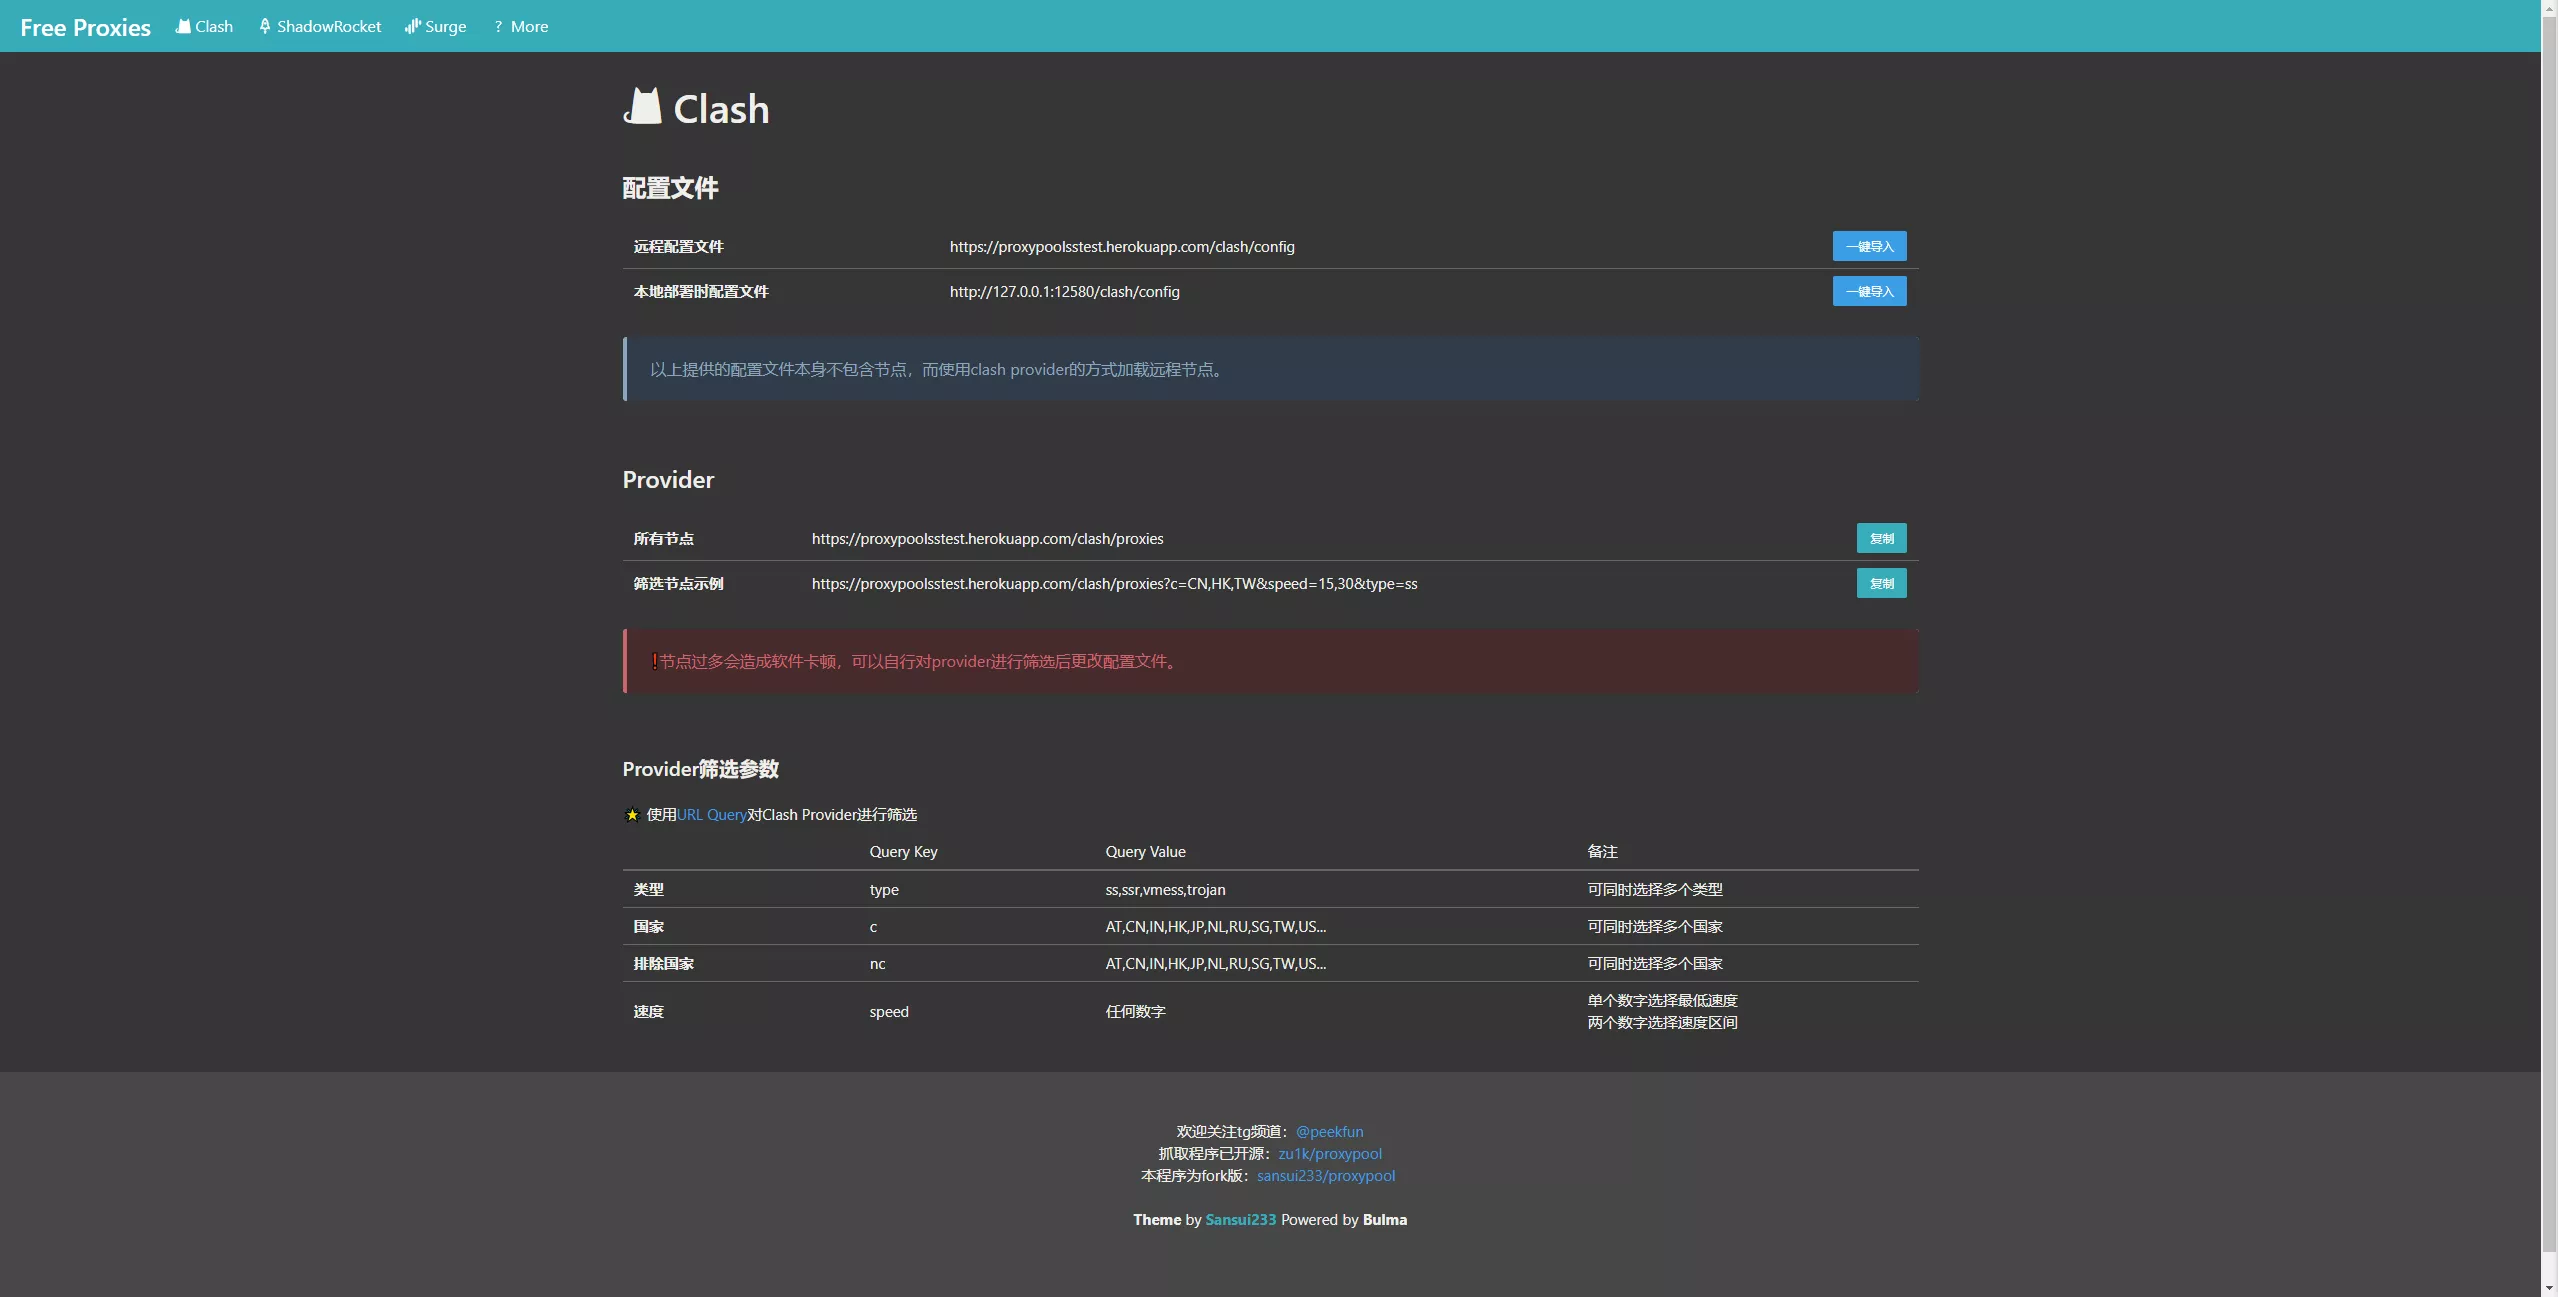 Free Proxies Clash ShadowRocket Surge ? More
Clash
配置文件
远程配置文件 https://proxypoolsstest.herokuapp.com/clash/config 一键导入
本地部署时配置文件 http://127.0.0.1:12580/clash/config 一键导入
以上提供的配置文件本身不包含节点，而使用clash provider的方式加载远程节点。
Provider
所有节点 https://proxypoolsstest.herokuapp.com/clash/proxies 复制
筛选节点示例 https://proxypoolsstest.herokuapp.com/clash/proxies?c=CN,HK,TW&speed=15,30&type=ss 复制
❗节点过多会造成软件卡顿，可以自行对provider进行筛选后更改配置文件。
Provider筛选参数
使用URL Query对Clash Provider进行筛选
Query Key Query Value 备注
类型 type ss,ssr,vmess,trojan 可同时选择多个类型
国家 c AT,CN,IN,HK,JP,NL,RU,SG,TW,US... 可同时选择多个国家
排除国家 nc AT,CN,IN,HK,JP,NL,RU,SG,TW,US... 可同时选择多个国家
速度 speed 任何数字 单个数字选择最低速度
两个数字选择速度区间
欢迎关注tg频道：@peekfun
抓取程序已开源：zu1k/proxypool
本程序为fork版：sansui233/proxypool
Theme by Sansui233 Powered by Bulma